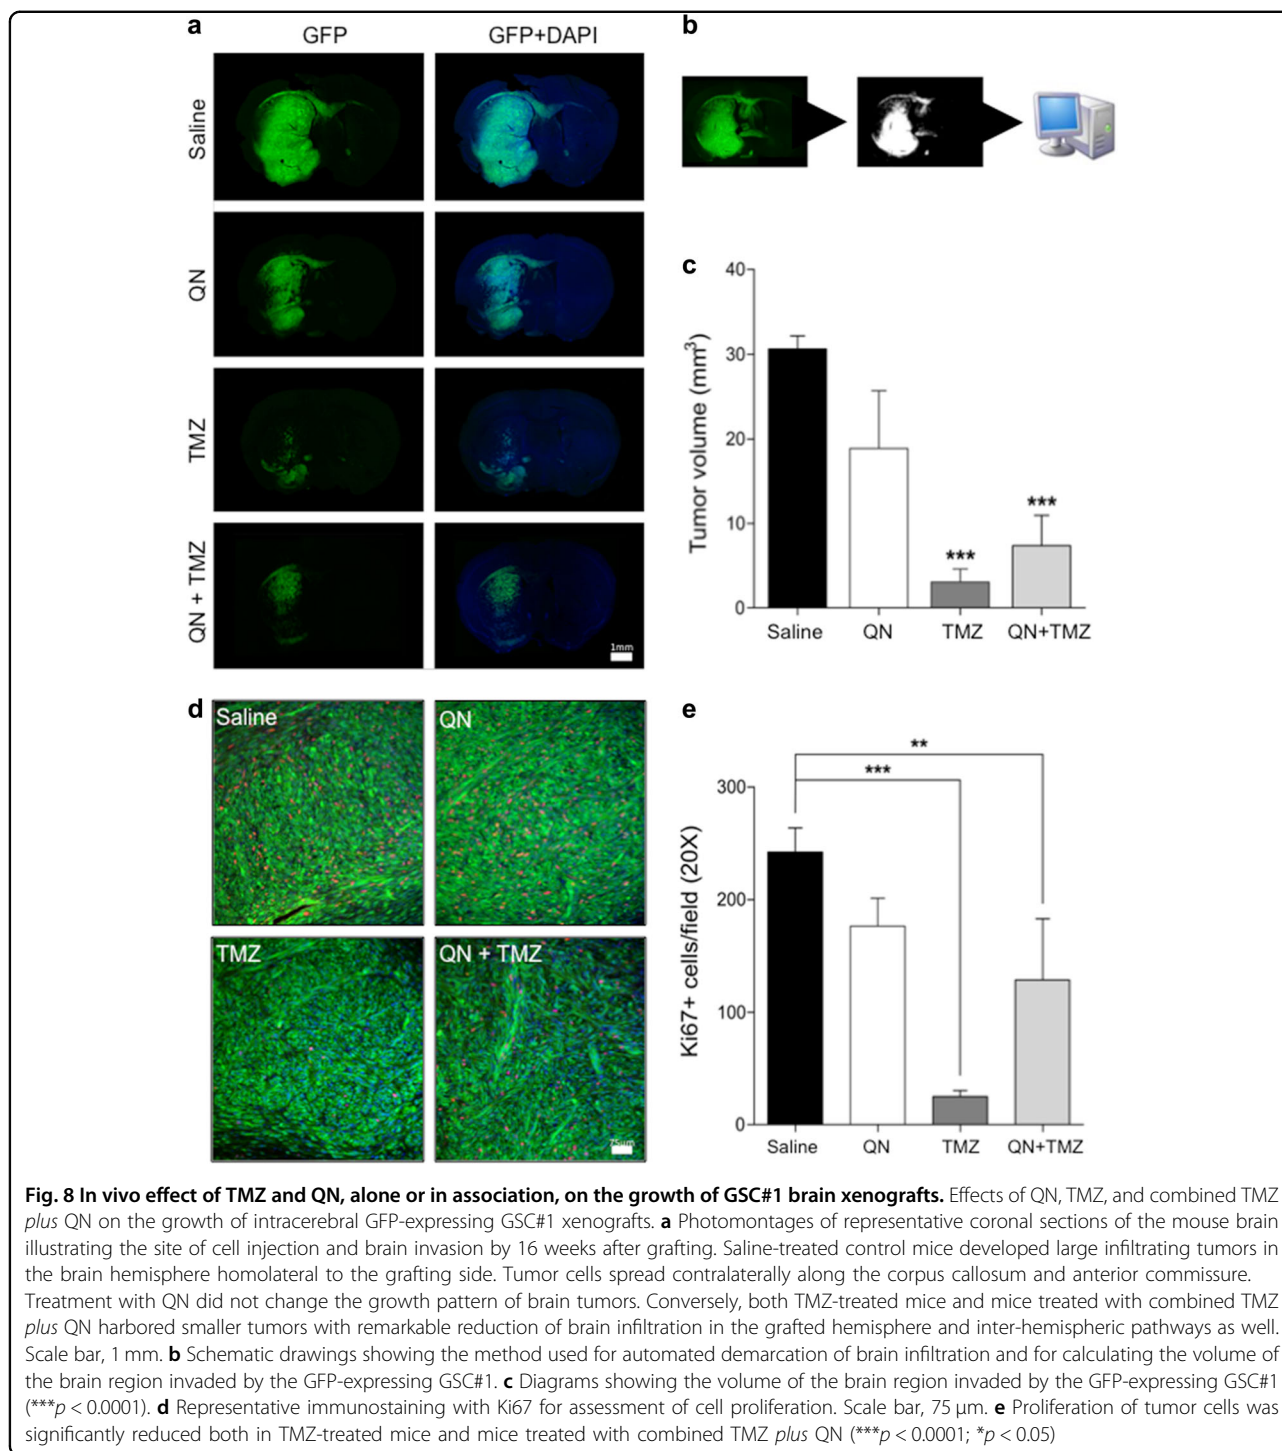 a
GFP
GFP+DAPI
Saline
QN
TMZ
QN + TMZ
1mm
b
c
Tumor volume (mm³)
40
30
20
10
0
***
***
Saline
QN
TMZ
QN+TMZ
d
Saline
QN
TMZ
QN + TMZ
75µm
e
Ki67+ cells/field (20X)
**
***
300
200
100
0
Saline
QN
TMZ
QN+TMZ
Fig. 8 In vivo effect of TMZ and QN, alone or in association, on the growth of GSC#1 brain xenografts. Effects of QN, TMZ, and combined TMZ
plus QN on the growth of intracerebral GFP-expressing GSC#1 xenografts. a Photomontages of representative coronal sections of the mouse brain
illustrating the site of cell injection and brain invasion by 16 weeks after grafting. Saline-treated control mice developed large infiltrating tumors in
the brain hemisphere homolateral to the grafting side. Tumor cells spread contralaterally along the corpus callosum and anterior commissure.
Treatment with QN did not change the growth pattern of brain tumors. Conversely, both TMZ-treated mice and mice treated with combined TMZ
plus QN harbored smaller tumors with remarkable reduction of brain infiltration in the grafted hemisphere and inter-hemispheric pathways as well.
Scale bar, 1 mm. b Schematic drawings showing the method used for automated demarcation of brain infiltration and for calculating the volume of
the brain region invaded by the GFP-expressing GSC#1. c Diagrams showing the volume of the brain region invaded by the GFP-expressing GSC#1
(***p < 0.0001). d Representative immunostaining with Ki67 for assessment of cell proliferation. Scale bar, 75 µm. e Proliferation of tumor cells was
significantly reduced both in TMZ-treated mice and mice treated with combined TMZ plus QN (***p < 0.0001; *p < 0.05)